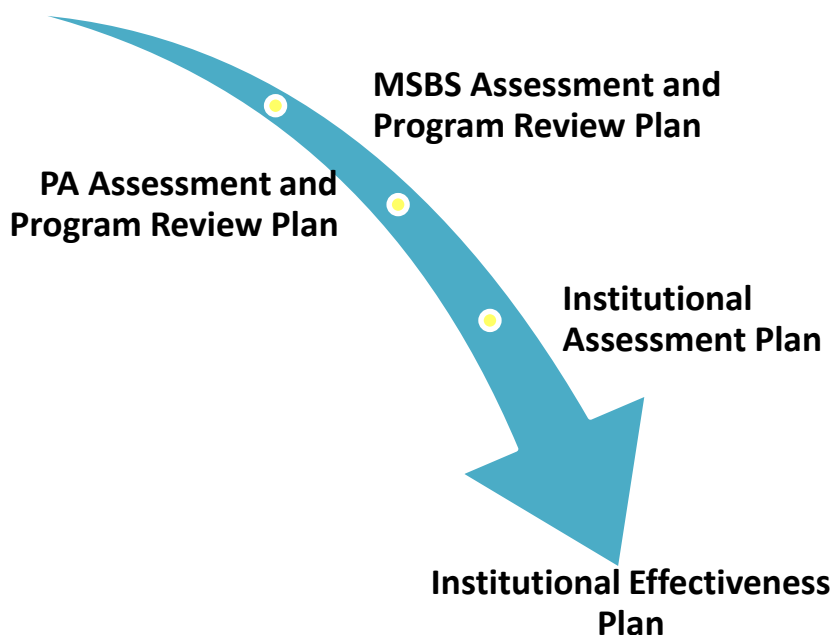 MSBS Assessment and
Program Review Plan
PA Assessment and
Program Review Plan
Institutional
Assessment Plan
Institutional Effectiveness
Plan